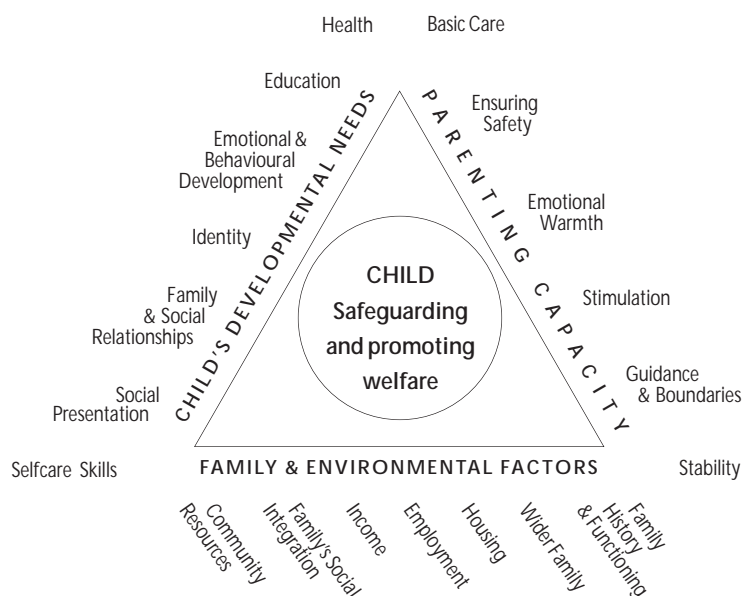 Health
Basic Care
Education
Ensuring
Safety
Emotional &
Behavioural
Development
Emotional
Warmth
Identity
Stimulation
Family
& Social
Relationships
Guidance
& Boundaries
Social
Presentation
Selfcare Skills
Stability
CHILD'S DEVELOPMENTAL NEEDS
PARENTING CAPACITY
CHILD
Safeguarding
and promoting
welfare
FAMILY & ENVIRONMENTAL FACTORS
Community
Resources
Family's Social
Integration
Income
Employment
Housing
Wider Family
Family
History
& Functioning